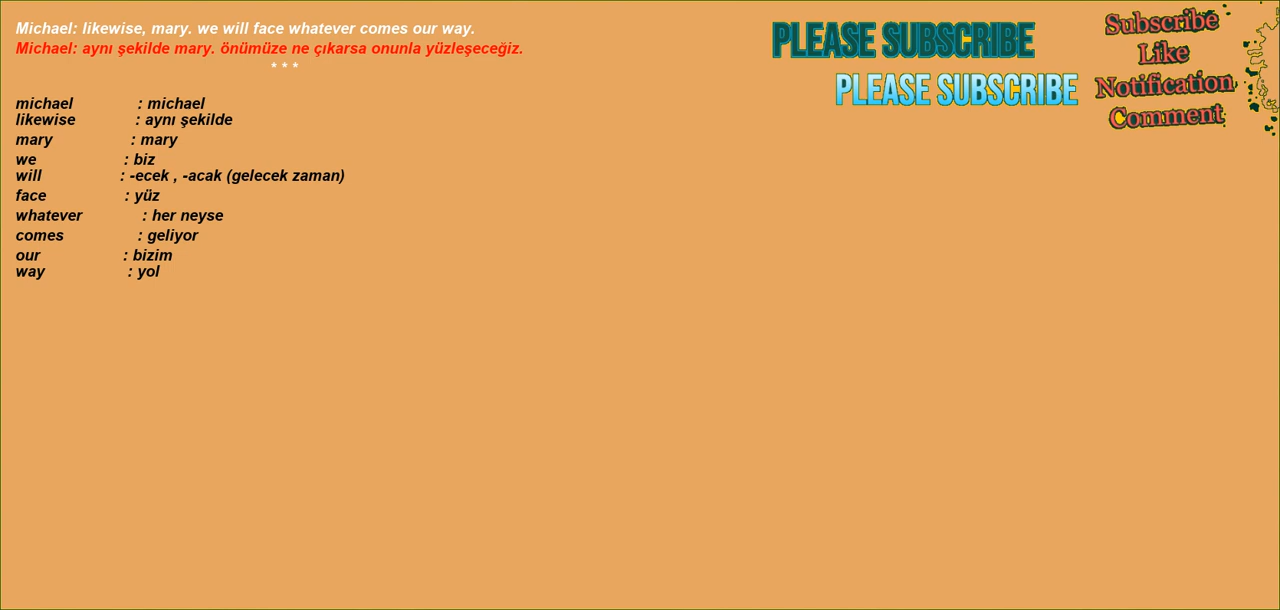 Michael: likewise, mary. we will face whatever comes our way.
Michael: aynı şekilde mary. önümüze ne çıkarsa onunla yüzleşeceğiz.
* * *
michael : michael
likewise : aynı şekilde
mary : mary
we : biz
will : -ecek , -acak (gelecek zaman)
face : yüz
whatever : her neyse
comes : geliyor
our : bizim
way : yol
PLEASE SUBSCRIBE
PLEASE SUBSCRIBE
Subscribe
Like
Notification
Comment